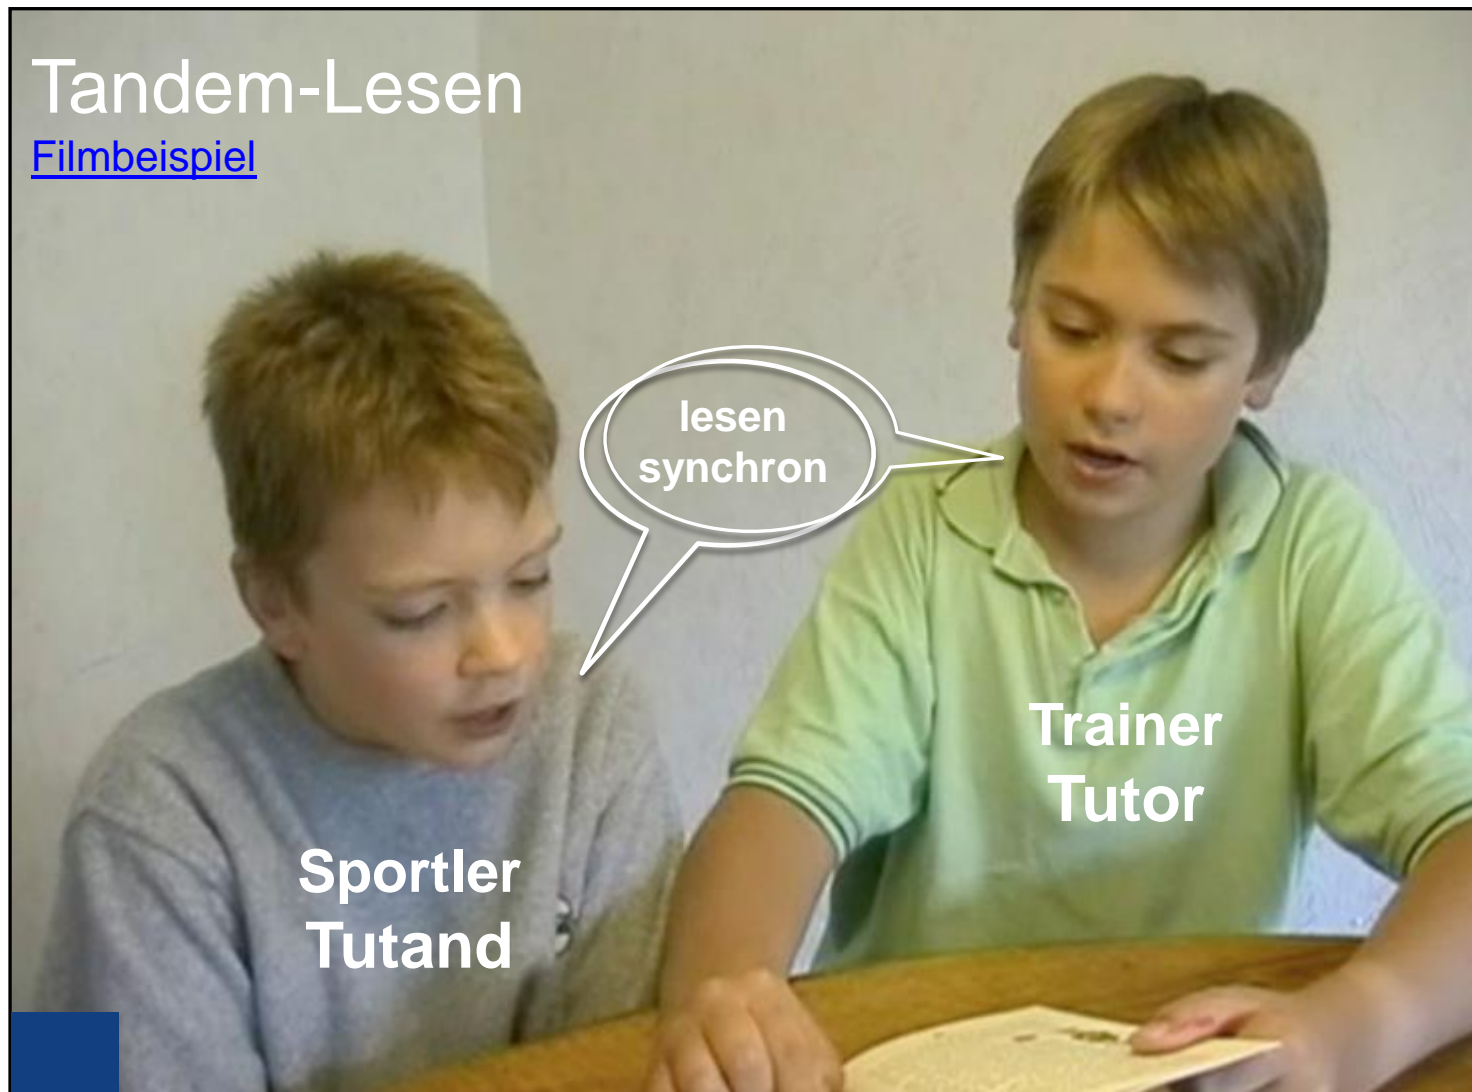 Tandem-Lesen
Filmbeispiel
lesen
synchron
Trainer
Tutor
Sportler
Tutand